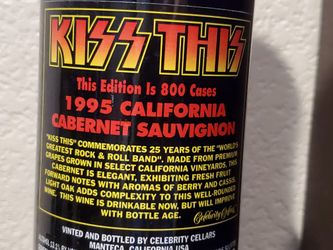 KISS THIS
This Edition Is 800 Cases
1995 CALIFORNIA
CABERNET SAUVIGNON
"KISS THIS" COMMEMORATES 25 YEARS OF THE "WORLD'S
GREATEST ROCK & ROLL BAND". MADE FROM PREMIUM
GRAPES GROWN IN SELECT CALIFORNIA VINEYARDS, THIS
CABERNET IS ELEGANT, EXHIBITING FRESH FRUIT
FORWARD NOTES WITH AROMAS OF BERRY AND CASSIS.
LIGHT OAK ADDS COMPLEXITY TO THIS WELL-ROUNDED
WINE. THIS WINE IS DRINKABLE NOW, BUT WILL IMPROVE
WITH BOTTLE AGE.
Celebrity Cellars
VINTED AND BOTTLED BY CELEBRITY CELLARS
MANTECA, CALIFORNIA USA